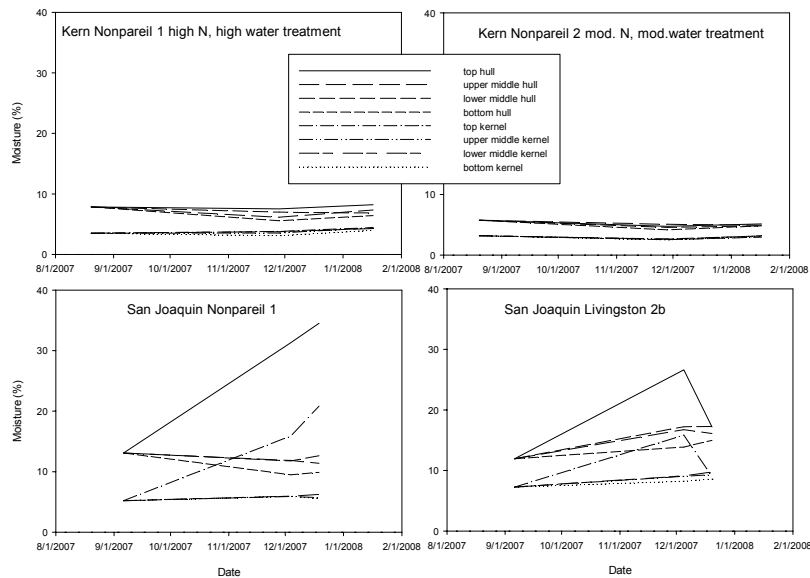 Kern Nonpareil 1 high N, high water treatment
Kern Nonpareil 2 mod. N, mod.water treatment
top hull
upper middle hull
lower middle hull
bottom hull
top kernel
upper middle kernel
lower middle kernel
bottom kernel
Moisture (%)
40
30
20
10
0
8/1/2007 9/1/2007 10/1/2007 11/1/2007 12/1/2007 1/1/2008 2/1/2008
40
10
0
8/1/2007 9/1/2007 10/1/2007 11/1/2007 12/1/2007 1/1/2008 2/1/2008
San Joaquin Nonpareil 1
Moisture (%)
40
30
20
10
0
8/1/2007 9/1/2007 10/1/2007 11/1/2007 12/1/2007 1/1/2008 2/1/2008
Date
San Joaquin Livingston 2b
40
30
20
10
0
8/1/2007 9/1/2007 10/1/2007 11/1/2007 12/1/2007 1/1/2008 2/1/2008
Date